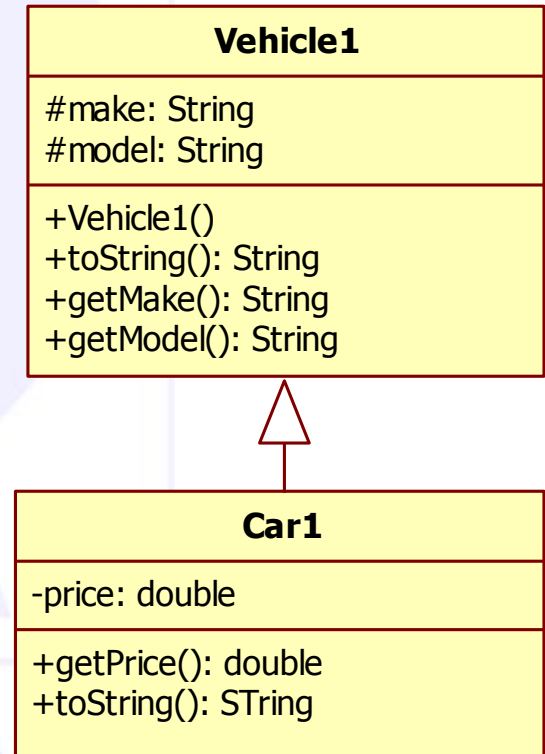 Vehicle1
#make: String
#model: String
+Vehicle1()
+toString(): String
+getMake(): String
+getModel(): String
Car1
-price: double
+getPrice(): double
+toString(): STring